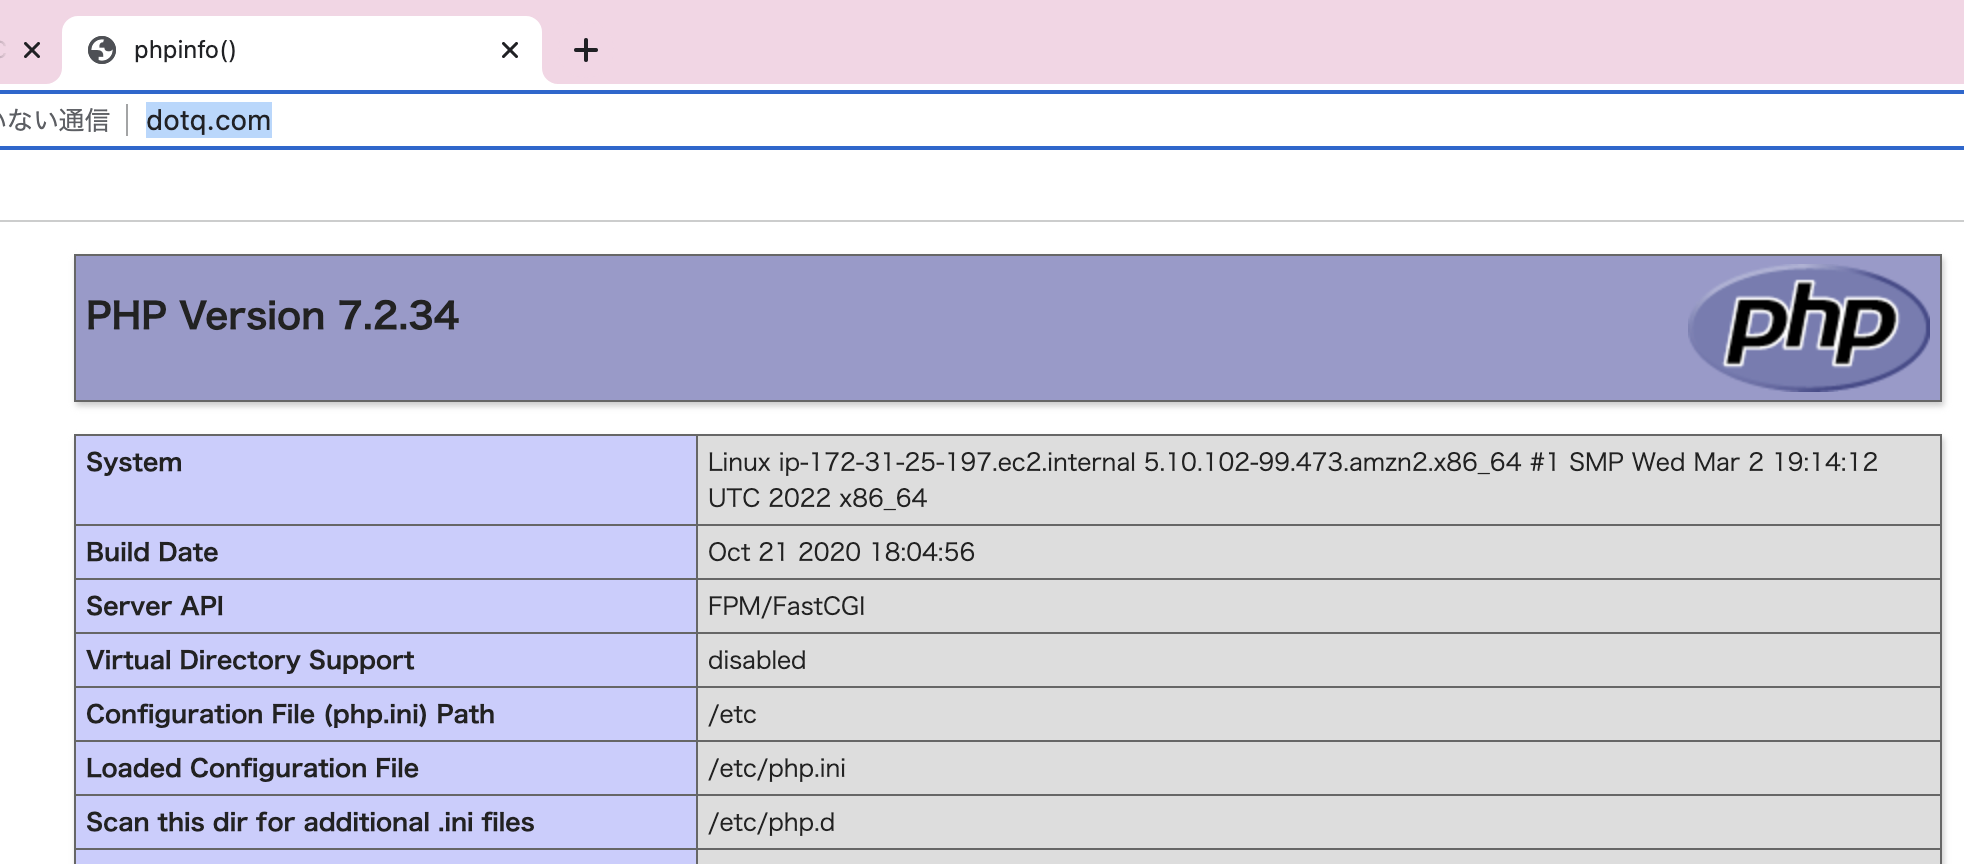 phpinfo()
ない通信 dotq.com
PHP Version 7.2.34
php
System
Linux ip-172-31-25-197.ec2.internal 5.10.102-99.473.amzn2.x86_64 #1 SMP Wed Mar 2 19:14:12
UTC 2022 x86_64
Build Date
Oct 21 2020 18:04:56
Server API
FPM/FastCGI
Virtual Directory Support
disabled
Configuration File (php.ini) Path
/etc
Loaded Configuration File
/etc/php.ini
Scan this dir for additional .ini files
/etc/php.d